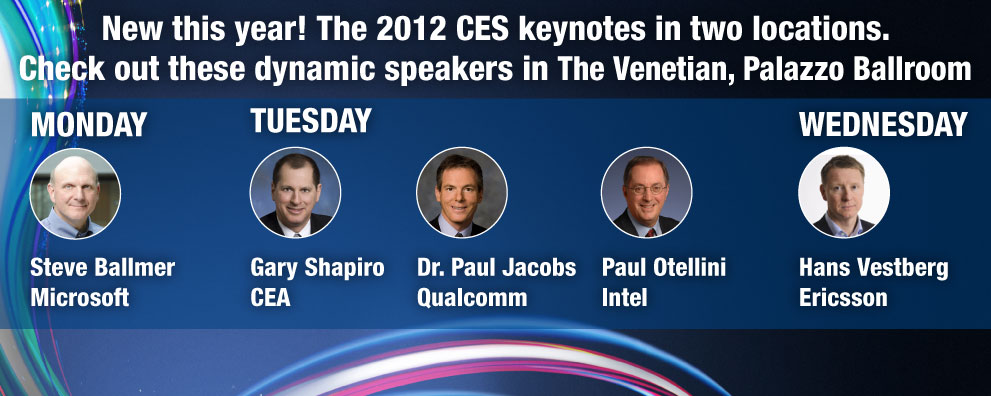 New this year! The 2012 CES keynotes in two locations.
Check out these dynamic speakers in The Venetian, Palazzo Ballroom
MONDAY
Steve Ballmer
Microsoft
TUESDAY
Gary Shapiro
CEA
Dr. Paul Jacobs
Qualcomm
Paul Otellini
Intel
WEDNESDAY
Hans Vestberg
Ericsson